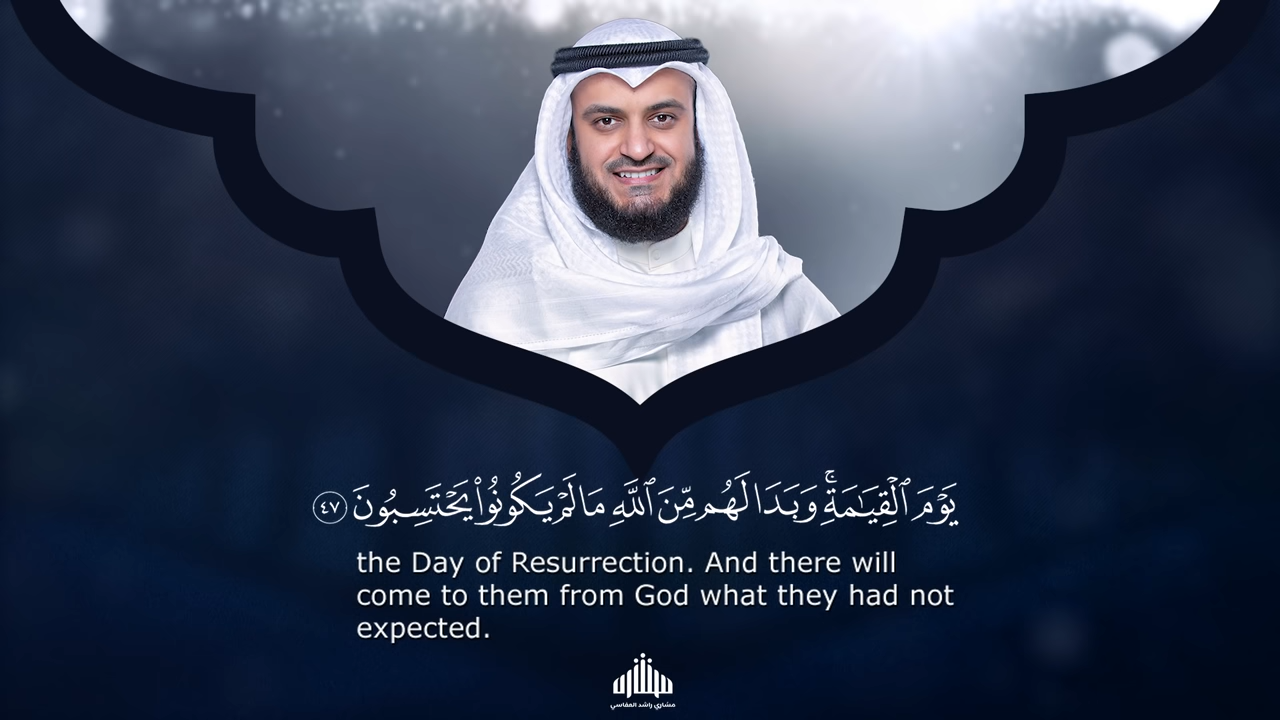 يَوْمَ ٱلْقِيَـٰمَةِۚ وَبَدَا لَهُم مِّنَ ٱللَّهِ مَا لَمْ يَكُونُوا۟ يَحْتَسِبُونَ ٤٧
the Day of Resurrection. And there will
come to them from God what they had not
expected.
مشاري راشد العفاسي